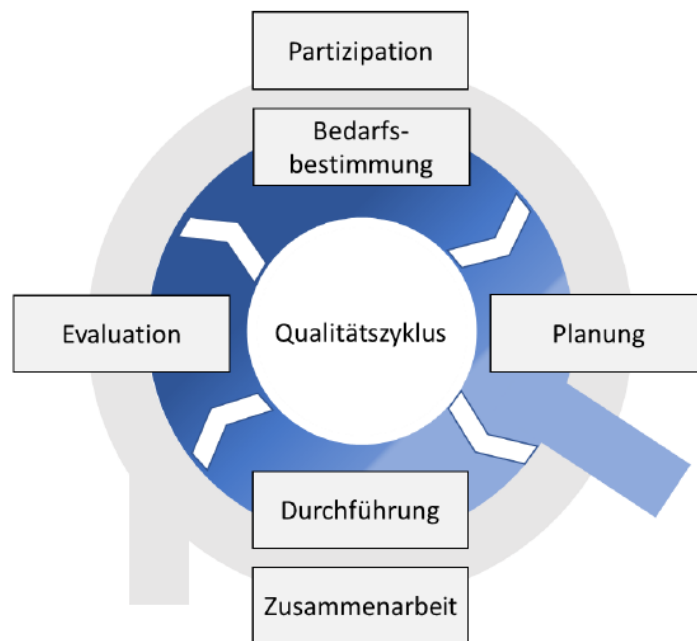 Partizipation
Bedarfs-
bestimmung
Evaluation
Qualitätszyklus
Planung
Durchführung
Zusammenarbeit